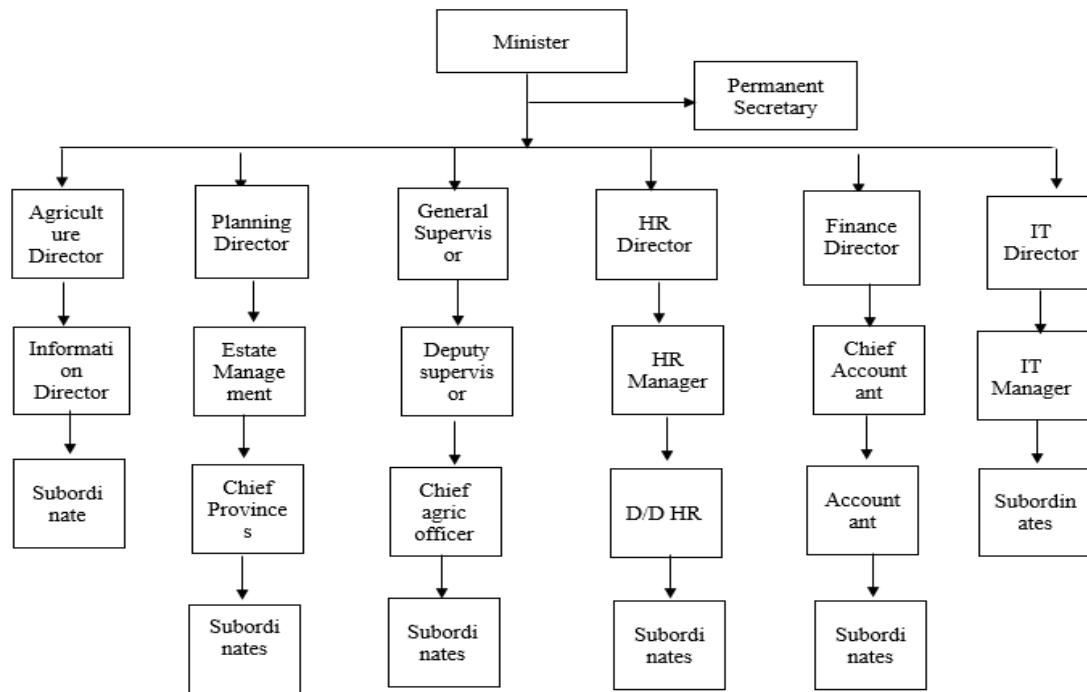 Minister
Permanent
Secretary
Agricult
ure
Director
Planning
Director
General
Supervis
or
HR
Director
Finance
Director
IT
Director
Informati
on
Director
Estate
Manage
ment
Deputy
supervis
or
HR
Manager
Chief
Account
ant
IT
Manager
Subordi
nate
Chief
Province
s
Chief
agric
officer
D/D HR
Account
ant
Subordin
ates
Subordi
nates
Subordi
nates
Subordi
nates
Subordi
nates